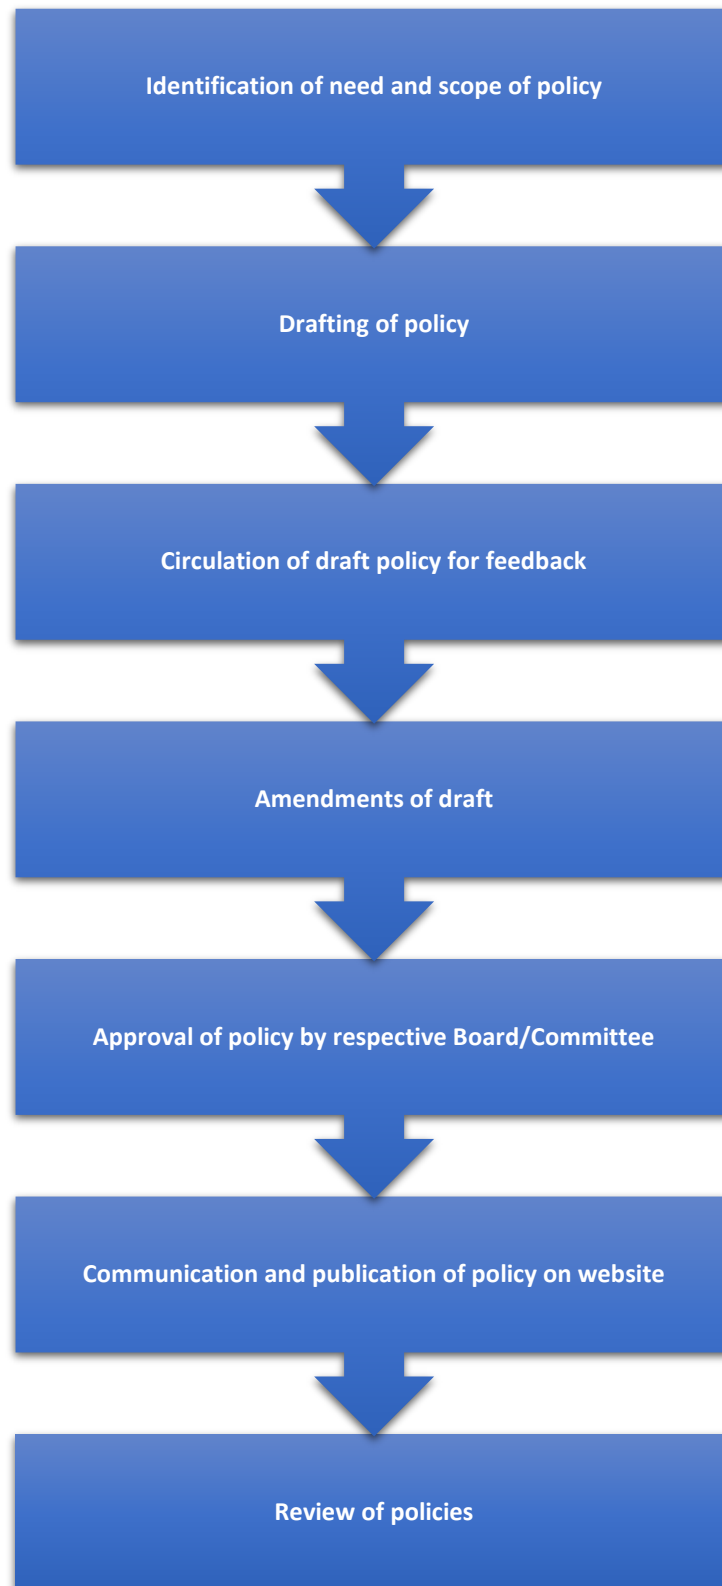 Identification of need and scope of policy
Drafting of policy
Circulation of draft policy for feedback
Amendments of draft
Approval of policy by respective Board/Committee
Communication and publication of policy on website
Review of policies